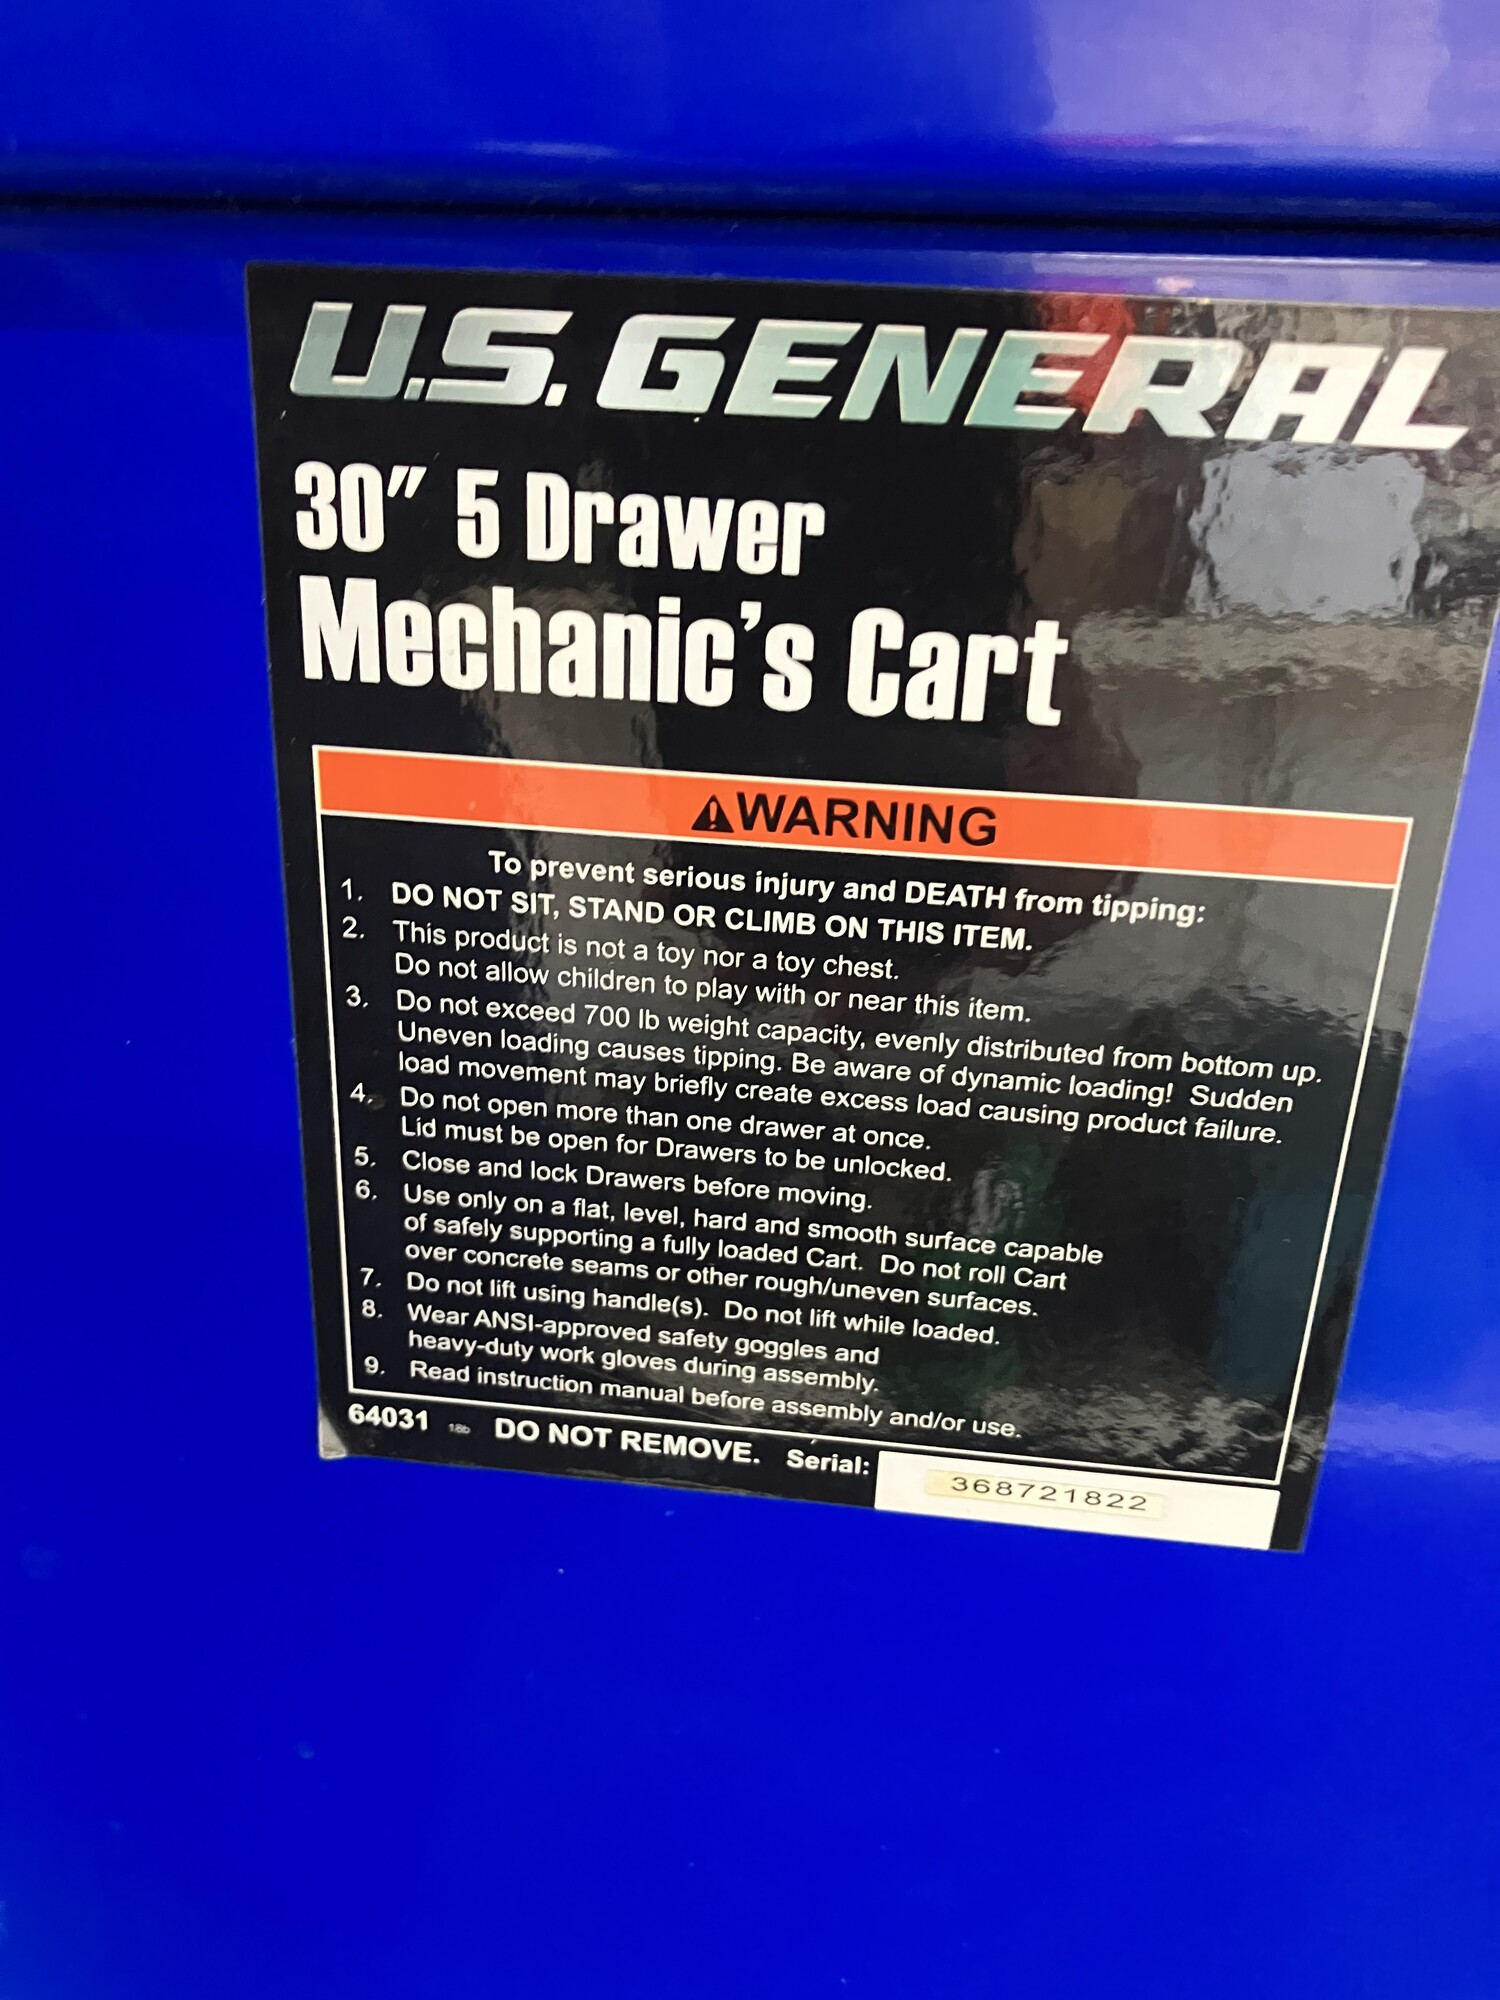 U.S. GENERAL
30" 5 Drawer
Mechanic's Cart
⚠WARNING
To prevent serious injury and DEATH from tipping:
1. DO NOT SIT, STAND OR CLIMB ON THIS ITEM.
2. This product is not a toy nor a toy chest.
Do not allow children to play with or near this item.
3. Do not exceed 700 lb weight capacity, evenly distributed from bottom up.
Uneven loading causes tipping. Be aware of dynamic loading! Sudden
load movement may briefly create excess load causing product failure.
4. Do not open more than one drawer at once.
Lid must be open for Drawers to be unlocked.
5. Close and lock Drawers before moving.
6. Use only on a flat, level, hard and smooth surface capable
of safely supporting a fully loaded Cart. Do not roll Cart
over concrete seams or other rough/uneven surfaces.
7. Do not lift using handle(s). Do not lift while loaded.
8. Wear ANSI-approved safety goggles and
heavy-duty work gloves during assembly.
9. Read instruction manual before assembly and/or use.
64031 18b DO NOT REMOVE. Serial: 368721822